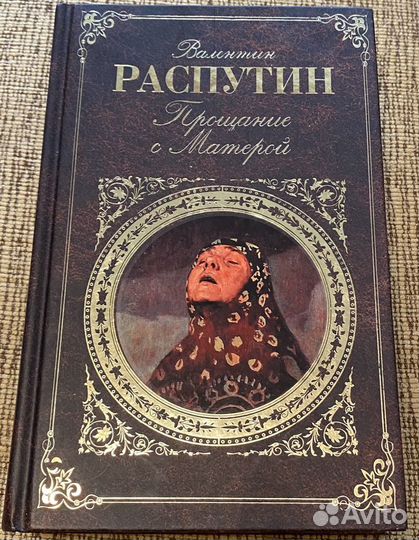 Валентин
РАСПУТИН
Прощание
с Матерой
Avito